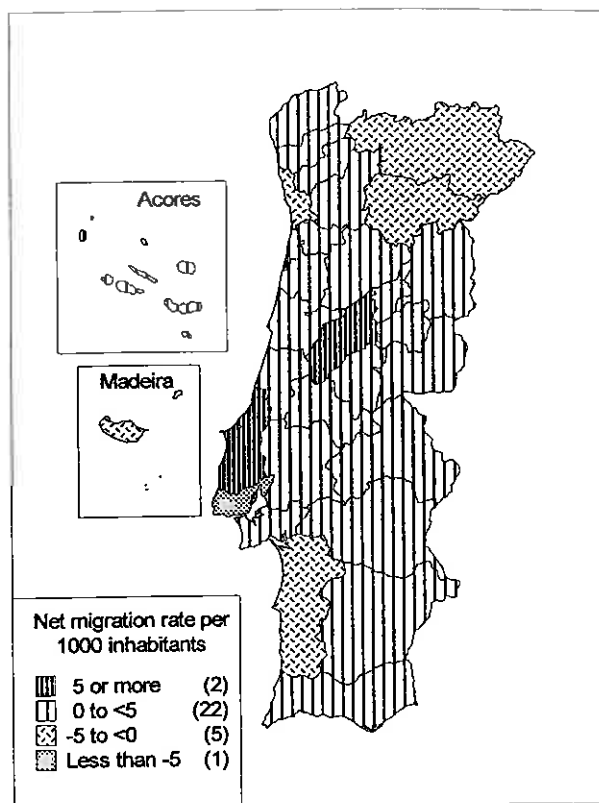 Acores
Madeira
Net migration rate per
1000 inhabitants
5 or more (2)
0 to <5 (22)
-5 to <0 (5)
Less than -5 (1)